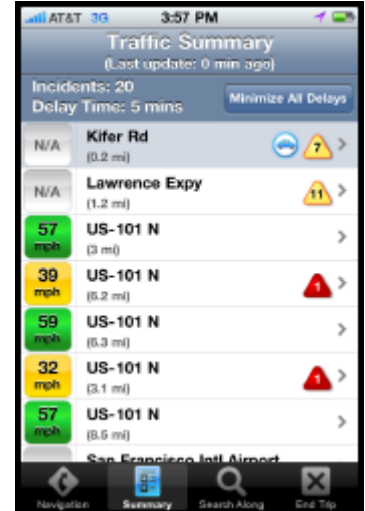 AT&T 3G 3:57 PM
Traffic Summary
(Last update: 0 min ago)
Incidents: 20
Delay Time: 5 mins
Minimize All Delays
N/A
Kifer Rd
(0.2 mi)
7
N/A
Lawrence Expy
(1.2 mi)
11
57
mph
US-101 N
(3 mi)
39
mph
US-101 N
(6.2 mi)
1
59
mph
US-101 N
(6.3 mi)
32
mph
US-101 N
(3.1 mi)
1
57
mph
US-101 N
(8.5 mi)
San Francisco Intl Airport
Navigation Summary Search Along End Trip